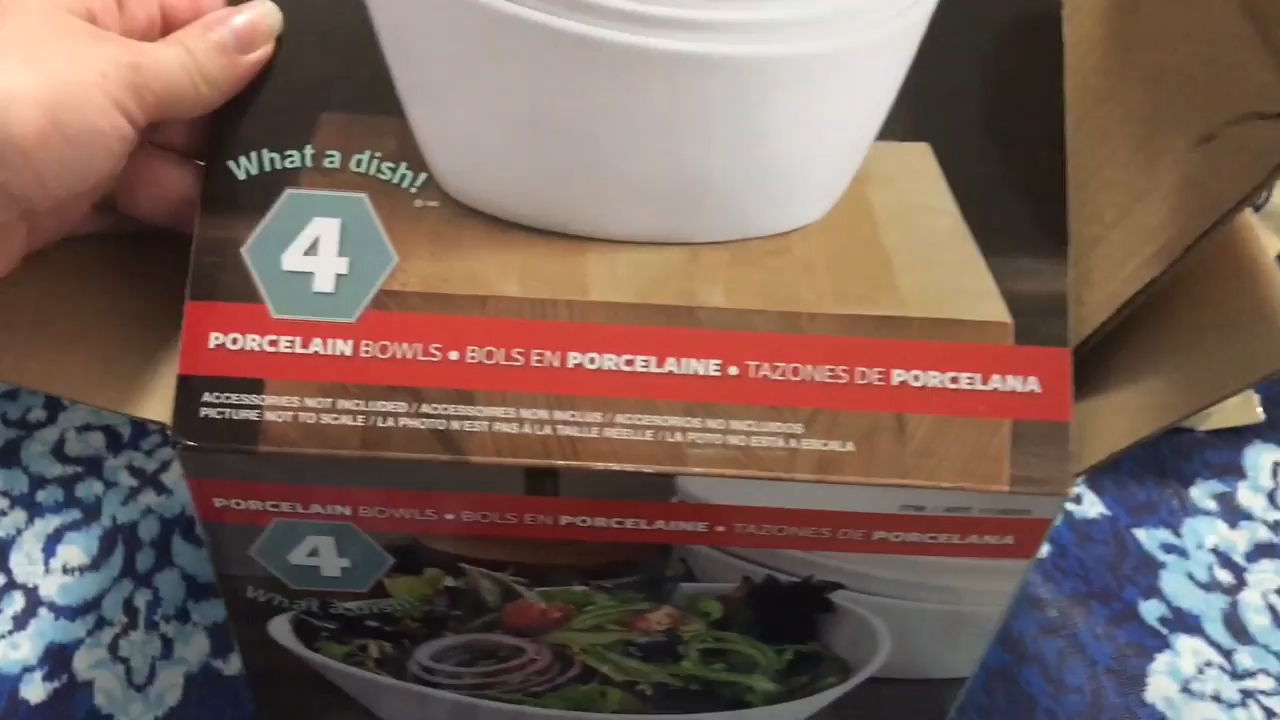 What a dish!
4
PORCELAIN BOWLS • BOLS EN PORCELAINE • TAZONES DE PORCELANA
ACCESSORIES NOT INCLUDED / ACCESSOIRES NON INCLUS / ACCESORIOS NO INCLUIDOS
PICTURE NOT TO SCALE / LA PHOTO N'EST PAS À LA TAILLE RÉELLE / LA FOTO NO ESTÁ A ESCALA
PORCELAIN BOWLS • BOLS EN PORCELAINE • TAZONES DE PORCELANA
4
What a dish!